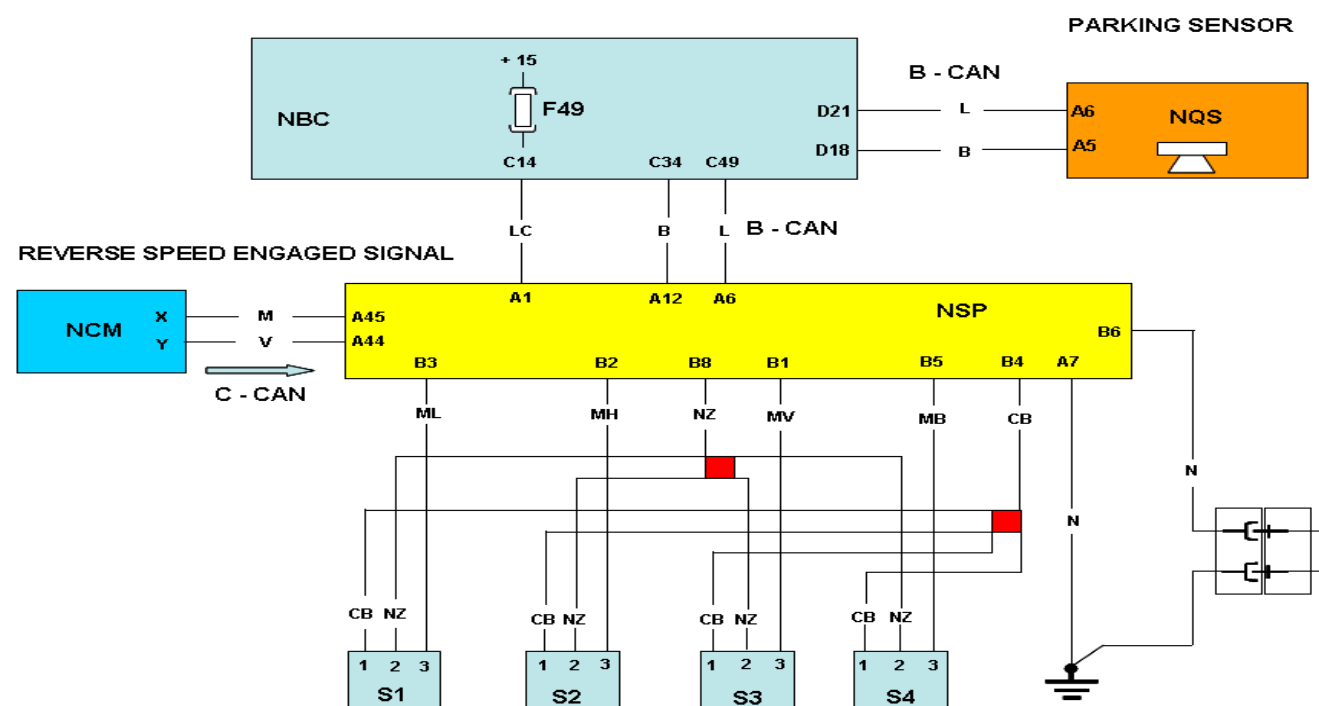 PARKING SENSOR
+ 15
B - CAN
F49
NBC
D21
L
A6
NQS
D18
B
A5
C14
C34
C49
LC
B
L
B - CAN
REVERSE SPEED ENGAGED SIGNAL
A1
A12
A6
NSP
X
M
A45
NCM
B6
Y
V
A44
B3
B2
B8
B1
B5
B4
A7
C - CAN
ML
MH
NZ
MV
MB
CB
N
N
CB
NZ
CB
NZ
CB
NZ
CB
NZ
1
2
3
1
2
3
1
2
3
1
2
3
S1
S2
S3
S4